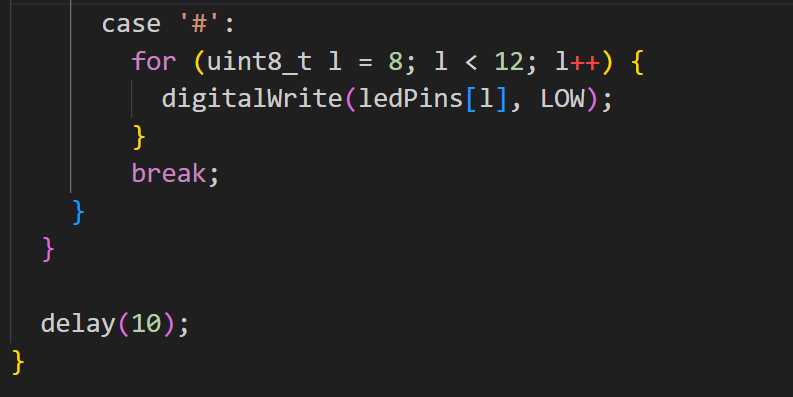 case '#':
for (uint8_t l = 8; l < 12; l++) {
digitalWrite(ledPins[l], LOW);
}
break;
}
}
delay(10);
}